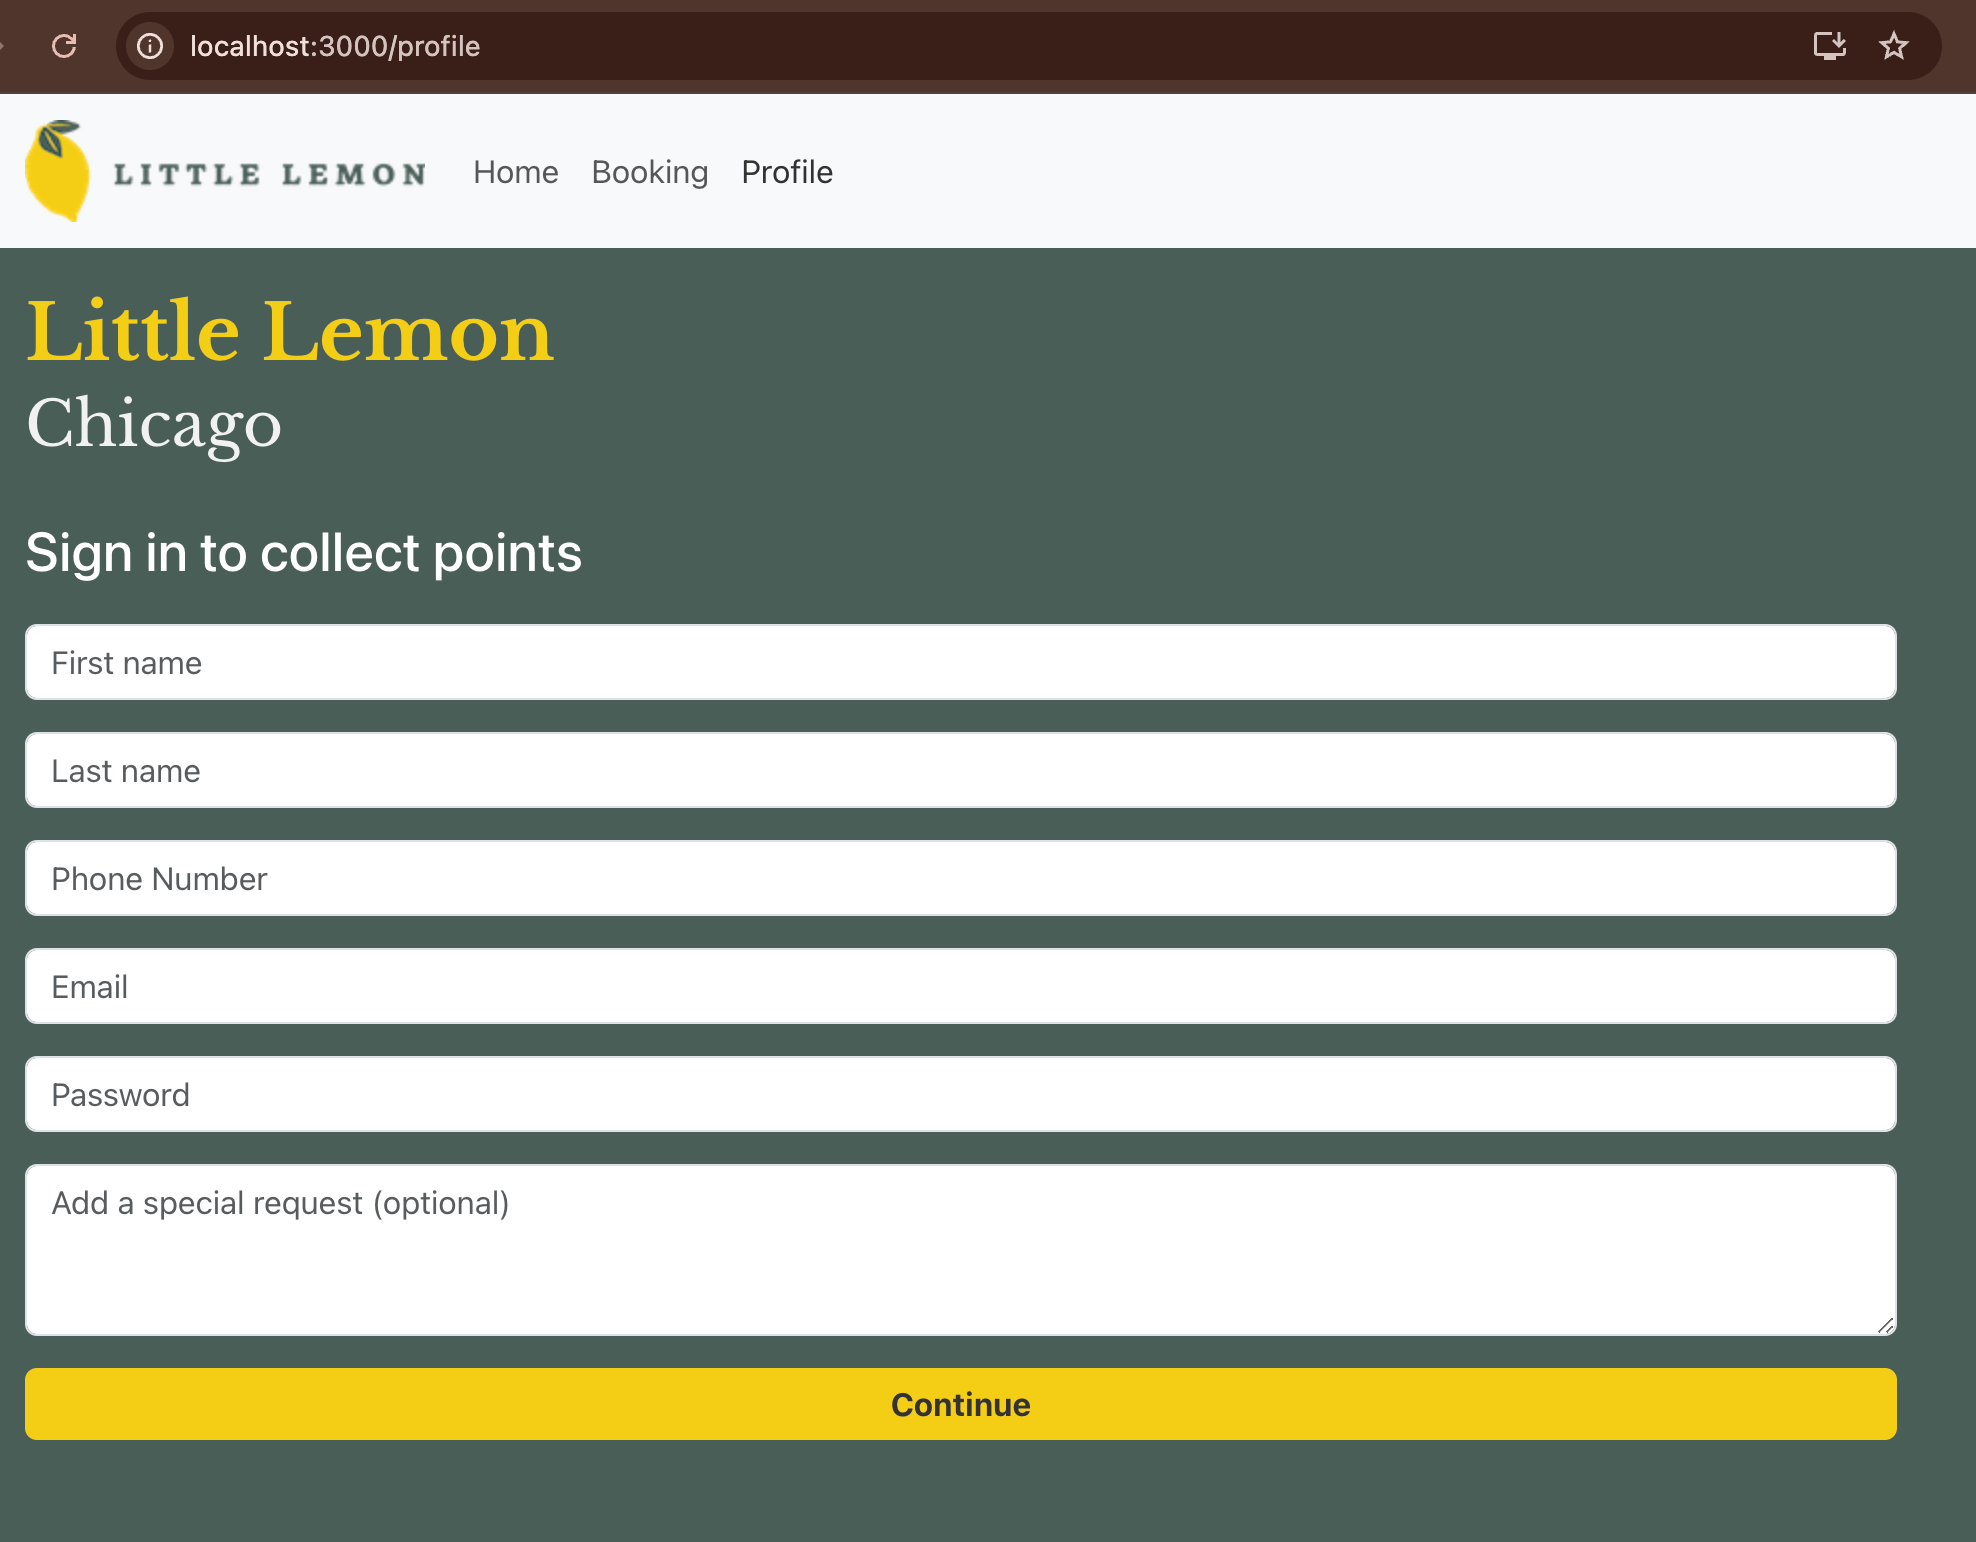 localhost:3000/profile
LITTLE LEMON Home Booking Profile
Little Lemon
Chicago
Sign in to collect points
First name
Last name
Phone Number
Email
Password
Add a special request (optional)
Continue